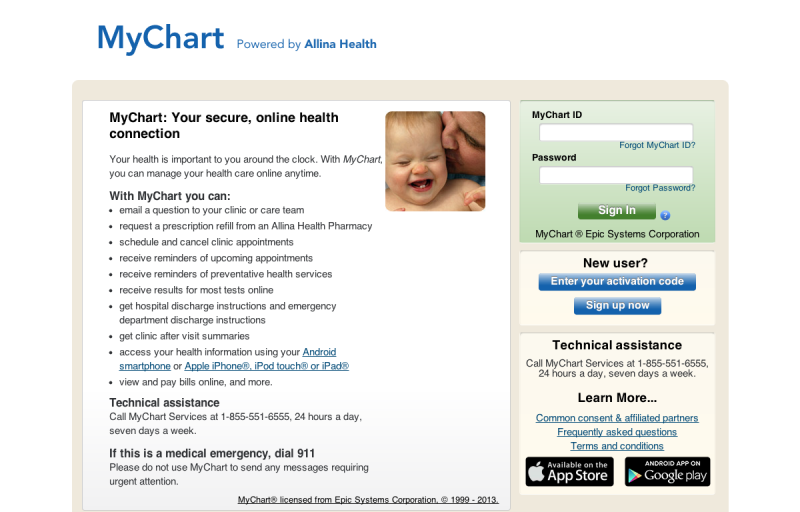 MyChart Powered by Allina Health
MyChart: Your secure, online health
connection
Your health is important to you around the clock. With MyChart,
you can manage your health care online anytime.
With MyChart you can:
• email a question to your clinic or care team
• request a prescription refill from an Allina Health Pharmacy
• schedule and cancel clinic appointments
• receive reminders of upcoming appointments
• receive reminders of preventative health services
• receive results for most tests online
• get hospital discharge instructions and emergency
department discharge instructions
• get clinic after visit summaries
• access your health information using your Android
smartphone or Apple iPhone®, iPod touch® or iPad®
• view and pay bills online, and more.
Technical assistance
Call MyChart Services at 1-855-551-6555, 24 hours a day,
seven days a week.
If this is a medical emergency, dial 911
Please do not use MyChart to send any messages requiring
urgent attention.
MyChart® licensed from Epic Systems Corporation, © 1999 - 2013.
MyChart ID
Forgot MyChart ID?
Password
Forgot Password?
Sign In ?
MyChart ® Epic Systems Corporation
New user?
Enter your activation code
Sign up now
Technical assistance
Call MyChart Services at 1-855-551-6555,
24 hours a day, seven days a week.
Learn More...
Common consent & affiliated partners
Frequently asked questions
Terms and conditions
Available on the
App Store
ANDROID APP ON
Google play